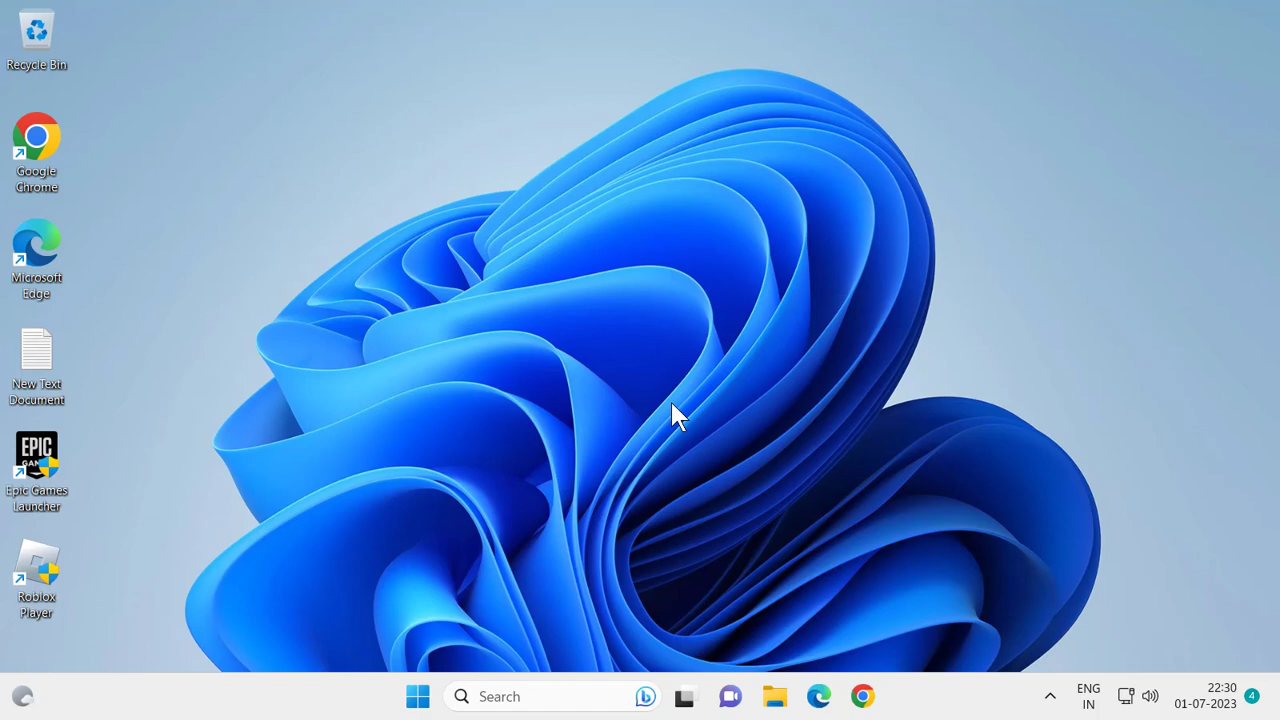 Recycle Bin
Google
Chrome
Microsoft
Edge
New Text
Document
EPIC
Epic Games
Launcher
Roblox
Player
Search
ENG
IN
22:30
01-07-2023
4